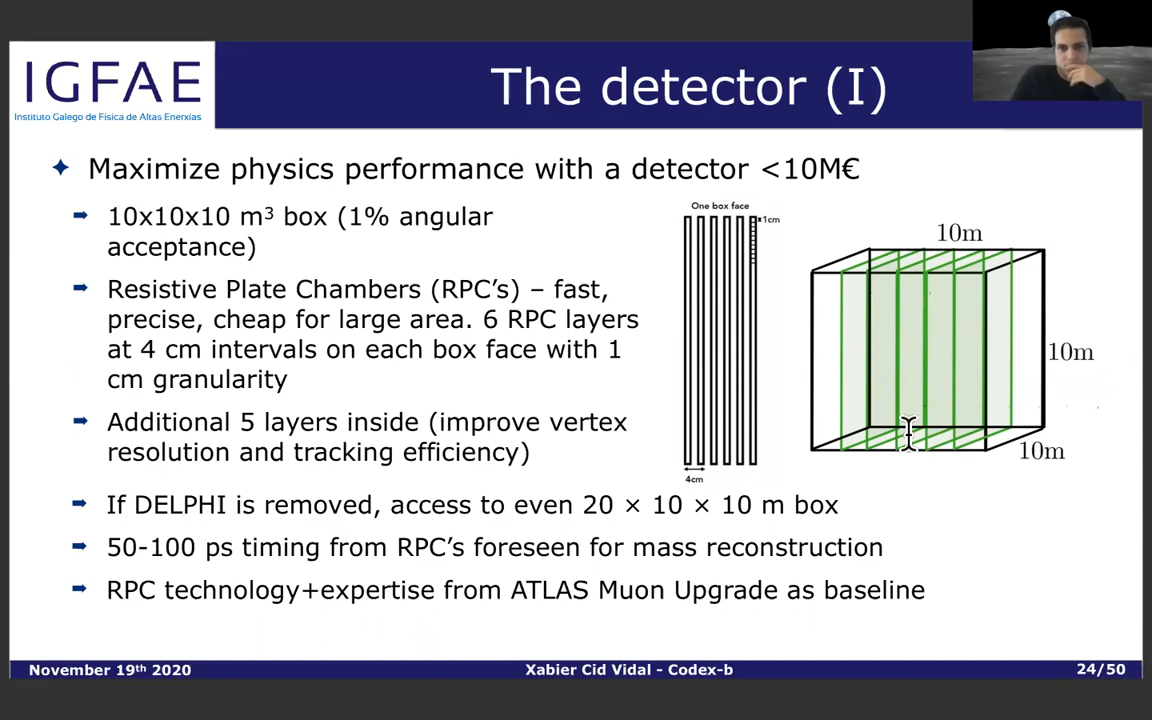 IGFAE
Instituto Galego de Física de Altas Enerxías
The detector (I)
Maximize physics performance with a detector <10M€
10x10x10 m³ box (1% angular
acceptance)
Resistive Plate Chambers (RPC's) – fast,
precise, cheap for large area. 6 RPC layers
at 4 cm intervals on each box face with 1
cm granularity
Additional 5 layers inside (improve vertex
resolution and tracking efficiency)
If DELPHI is removed, access to even 20 × 10 × 10 m box
50-100 ps timing from RPC's foreseen for mass reconstruction
RPC technology+expertise from ATLAS Muon Upgrade as baseline
One box face
1cm
4cm
10m
10m
10m
November 19th 2020
Xabier Cid Vidal - Codex-b
24/50